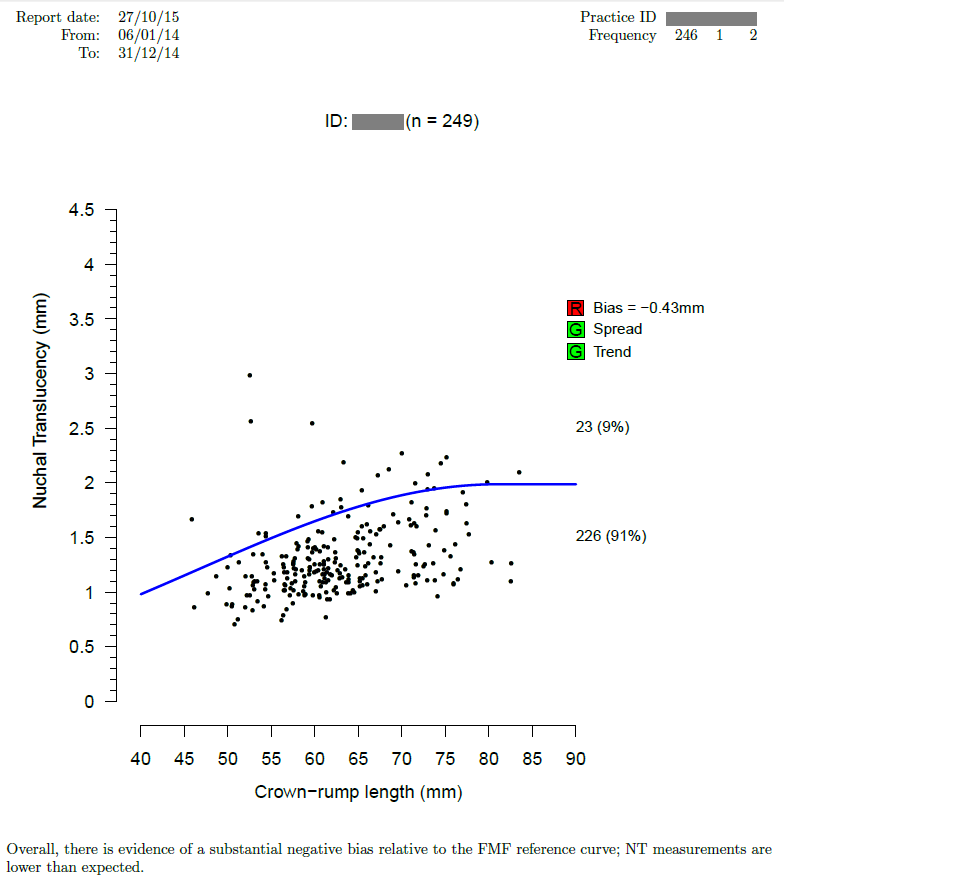 Report date: 27/10/15
From: 06/01/14
To: 31/12/14
Practice ID
Frequency 246 1 2
ID: (n = 249)
4.5
4
3.5
3
2.5
2
1.5
1
0.5
0
Nuchal Translucency (mm)
R Bias = −0.43mm
G Spread
G Trend
23 (9%)
226 (91%)
40 45 50 55 60 65 70 75 80 85 90
Crown−rump length (mm)
Overall, there is evidence of a substantial negative bias relative to the FMF reference curve; NT measurements are
lower than expected.